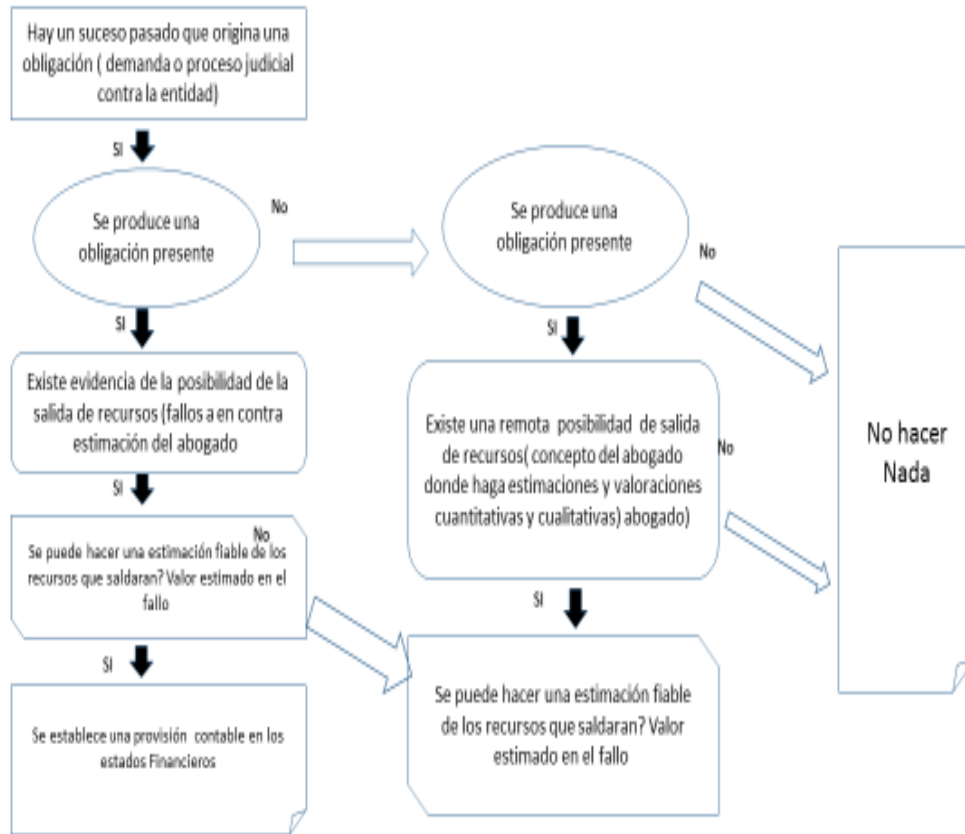 Hay un suceso pasado que origina una
obligación ( demanda o proceso judicial
contra la entidad)
SI
Se produce una
obligación presente
No
SI
Existe evidencia de la posibilidad de la
salida de recursos (fallos a en contra
estimación del abogado
SI
Se puede hacer una estimación fiable de los
recursos que saldaran? Valor estimado en el
fallo
No
SI
Se establece una provisión contable en los
estados Financieros
Se produce una
obligación presente
No
SI
Existe una remota posibilidad de salida
de recursos( concepto del abogado
donde haga estimaciones y valoraciones
cuantitativas y cualitativas) abogado)
No
SI
Se puede hacer una estimación fiable
de los recursos que saldaran? Valor
estimado en el fallo
No hacer
Nada